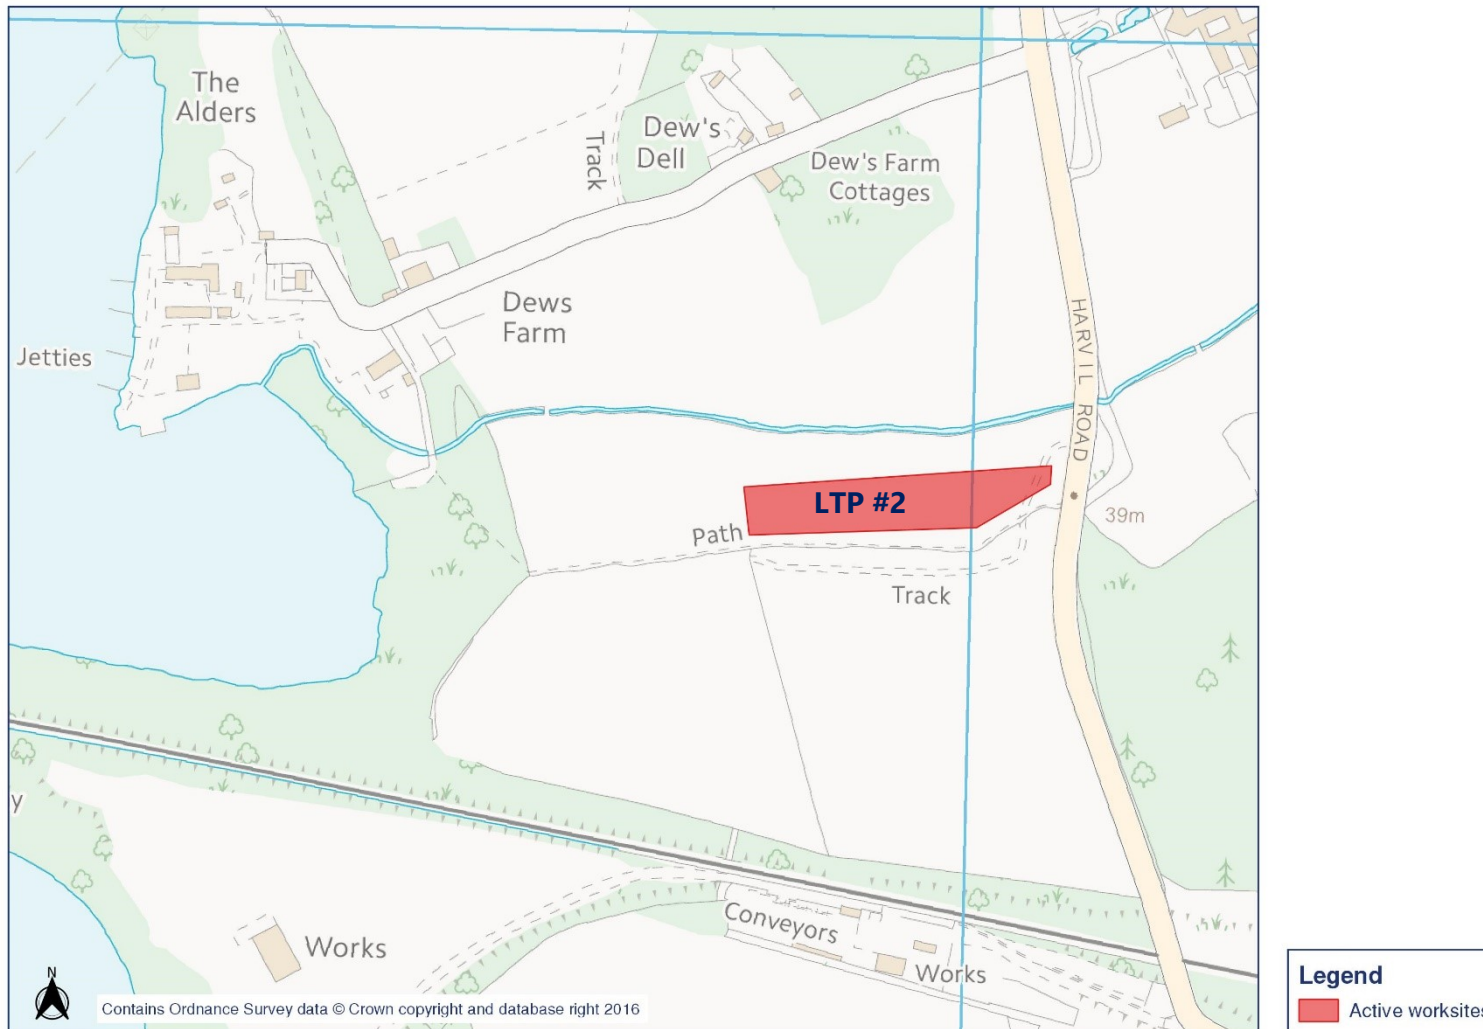 The
Alders
Track
Dew's
Dell
Dew's Farm
Cottages
Dews
Farm
Jetties
HARVIL ROAD
LTP #2
39m
Path
Track
y
Conveyors
Works
Works
N
Contains Ordnance Survey data © Crown copyright and database right 2016
Legend
Active worksites